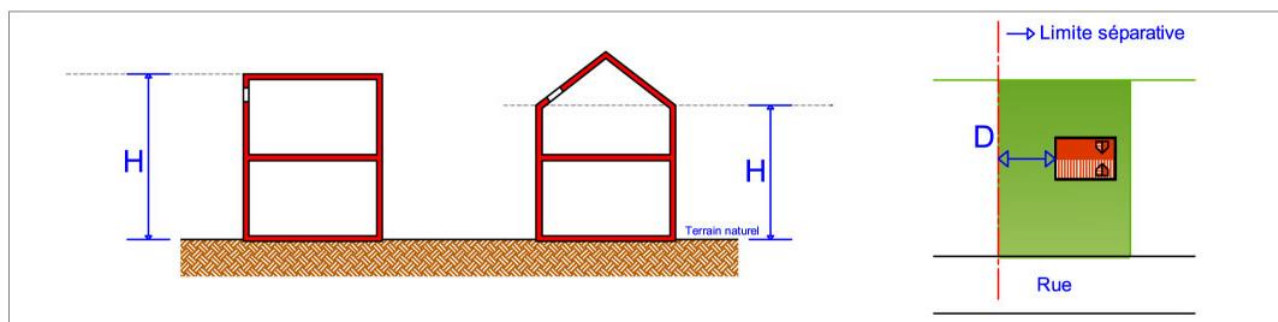 Limite séparative
H
H
Terrain naturel
D
Rue